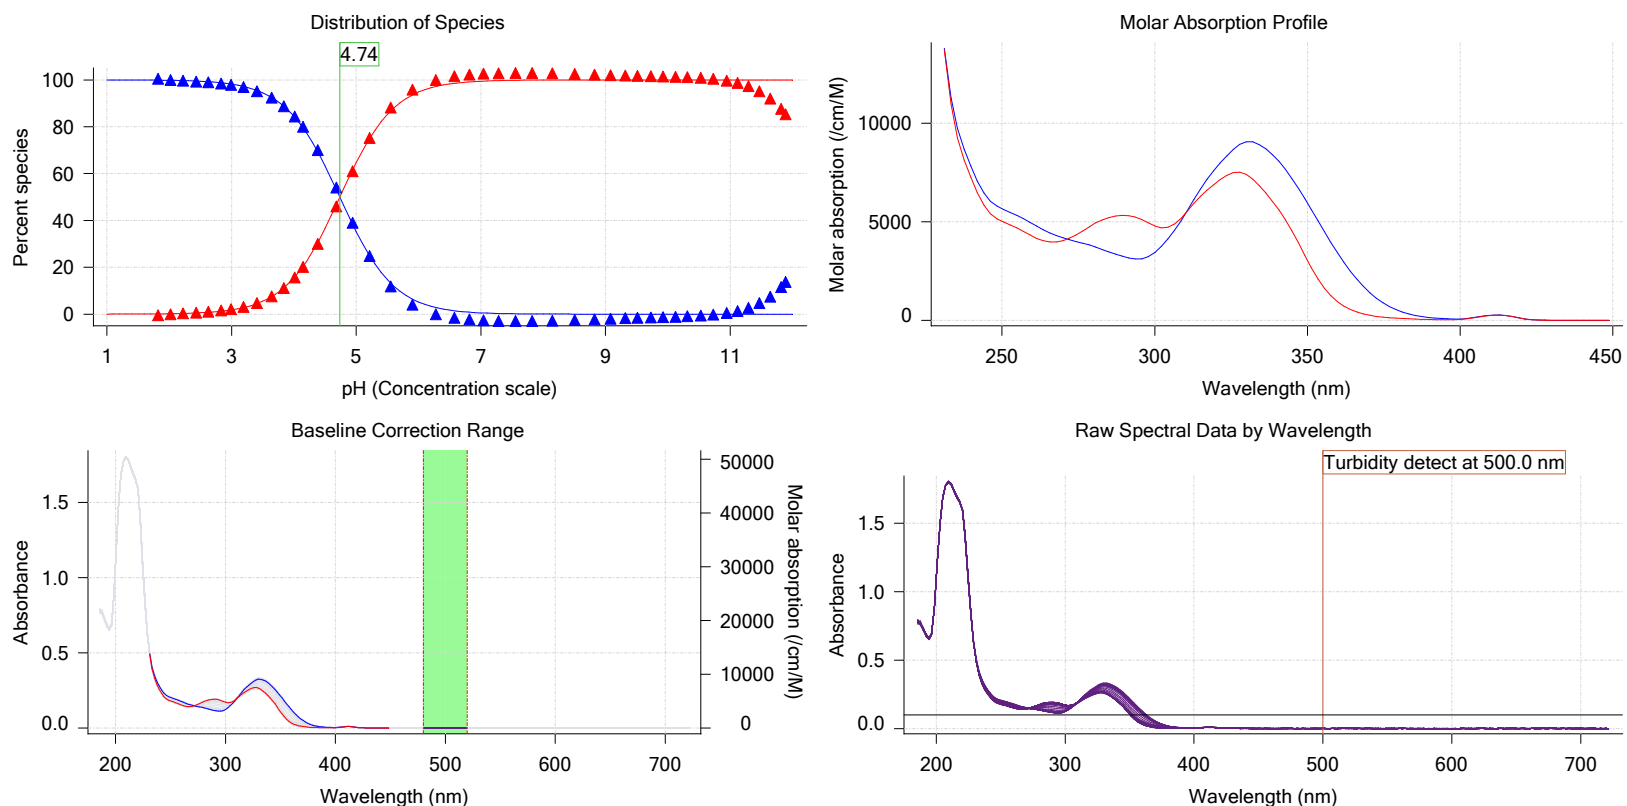 Distribution of Species
4.74
100
80
60
40
20
0
Percent species
1 3 5 7 9 11
pH (Concentration scale)
Molar Absorption Profile
10000
5000
0
Molar absorption (/cm/M)
250 300 350 400 450
Wavelength (nm)
Baseline Correction Range
1.5
1.0
0.5
0.0
Absorbance
50000
40000
30000
20000
10000
0
Molar absorption (/cm/M)
200 300 400 500 600 700
Wavelength (nm)
Raw Spectral Data by Wavelength
Turbidity detect at 500.0 nm
1.5
1.0
0.5
0.0
Absorbance
200 300 400 500 600 700
Wavelength (nm)